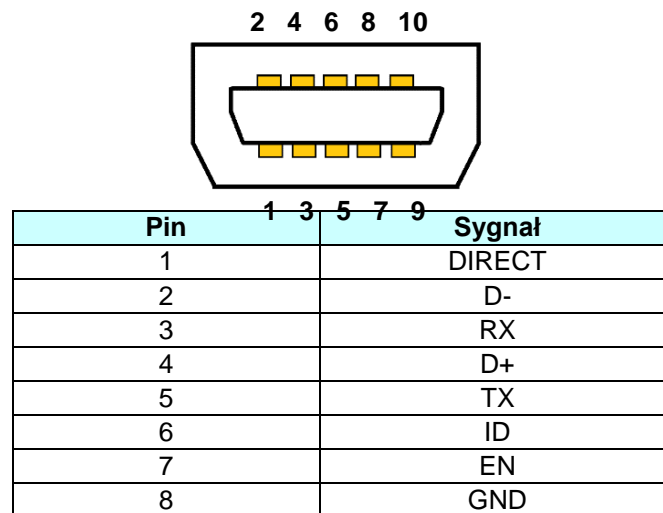 2 4 6 8 10
1 3 5 7 9
Pin Sygnał
1 DIRECT
2 D-
3 RX
4 D+
5 TX
6 ID
7 EN
8 GND